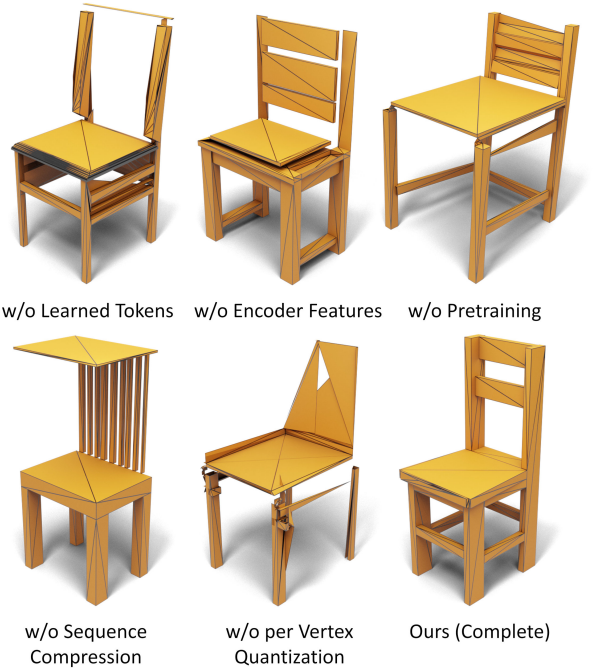 w/o Learned Tokens
w/o Encoder Features
w/o Pretraining
w/o Sequence
Compression
w/o per Vertex
Quantization
Ours (Complete)